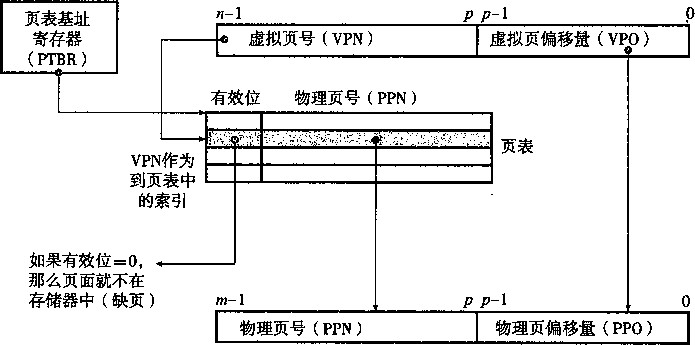 n-1 p p-1 0
页表基址
寄存器
（PTBR）
虚拟页号（VPN） 虚拟页偏移量（VPO）
有效位 物理页号（PPN）
页表
VPN作为
到页表中
的索引
如果有效位=0，
那么页面就不在
存储器中（缺页）
m-1 p p-1 0
物理页号（PPN） 物理页偏移量（PPO）